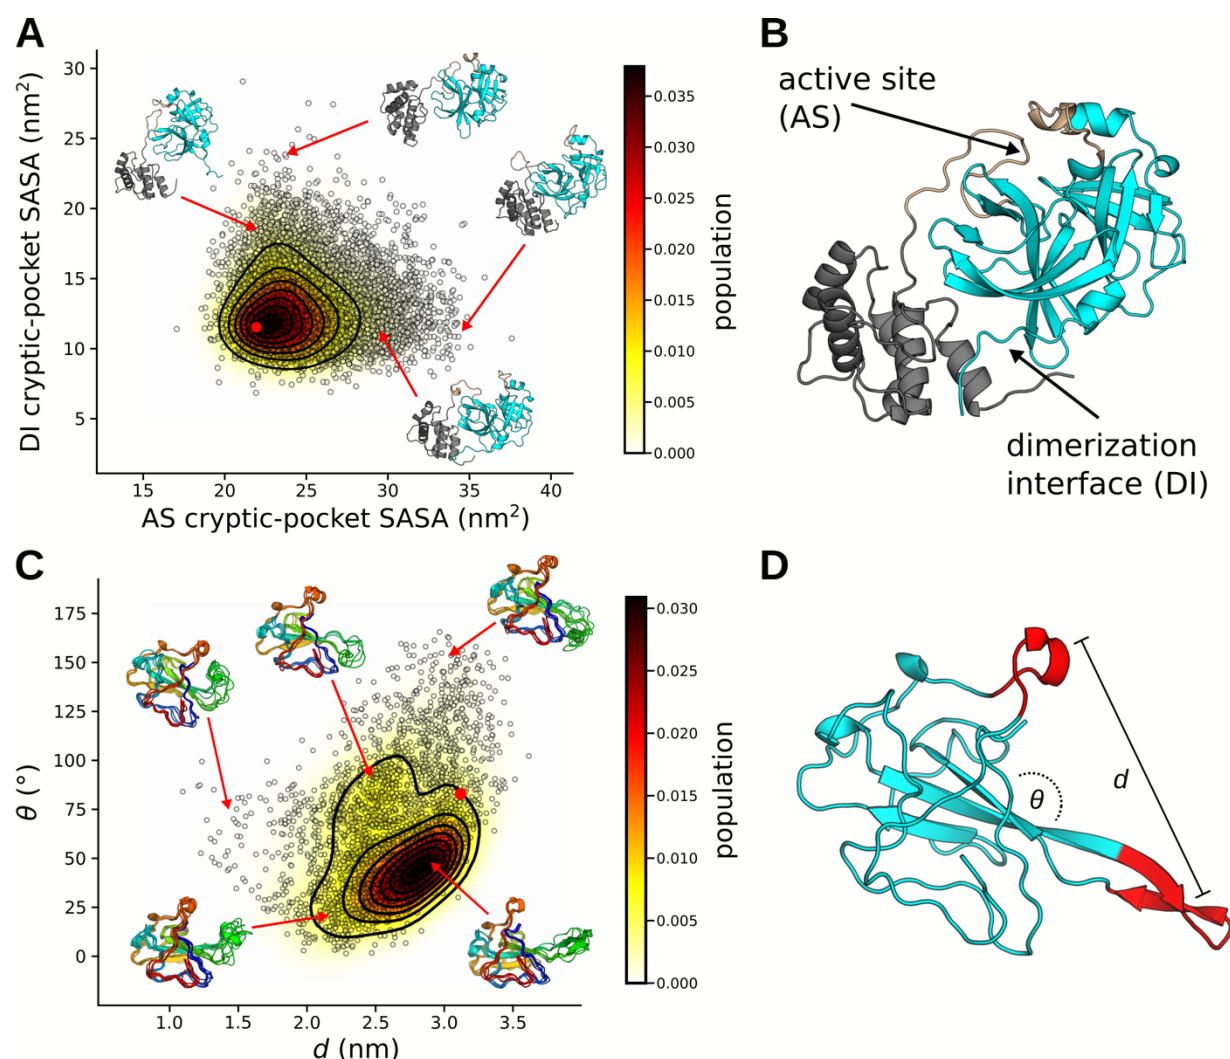 A
DI cryptic-pocket SASA (nm²)
30
25
20
15
10
5
15
20
25
30
35
40
AS cryptic-pocket SASA (nm²)
0.035
0.030
0.025
0.020
0.015
0.010
0.005
0.000
population
B
active site
(AS)
dimerization
interface (DI)
C
θ (°)
175
150
125
100
75
50
25
0
1.0
1.5
2.0
2.5
3.0
3.5
d (nm)
0.030
0.025
0.020
0.015
0.010
0.005
0.000
population
D
θ
d